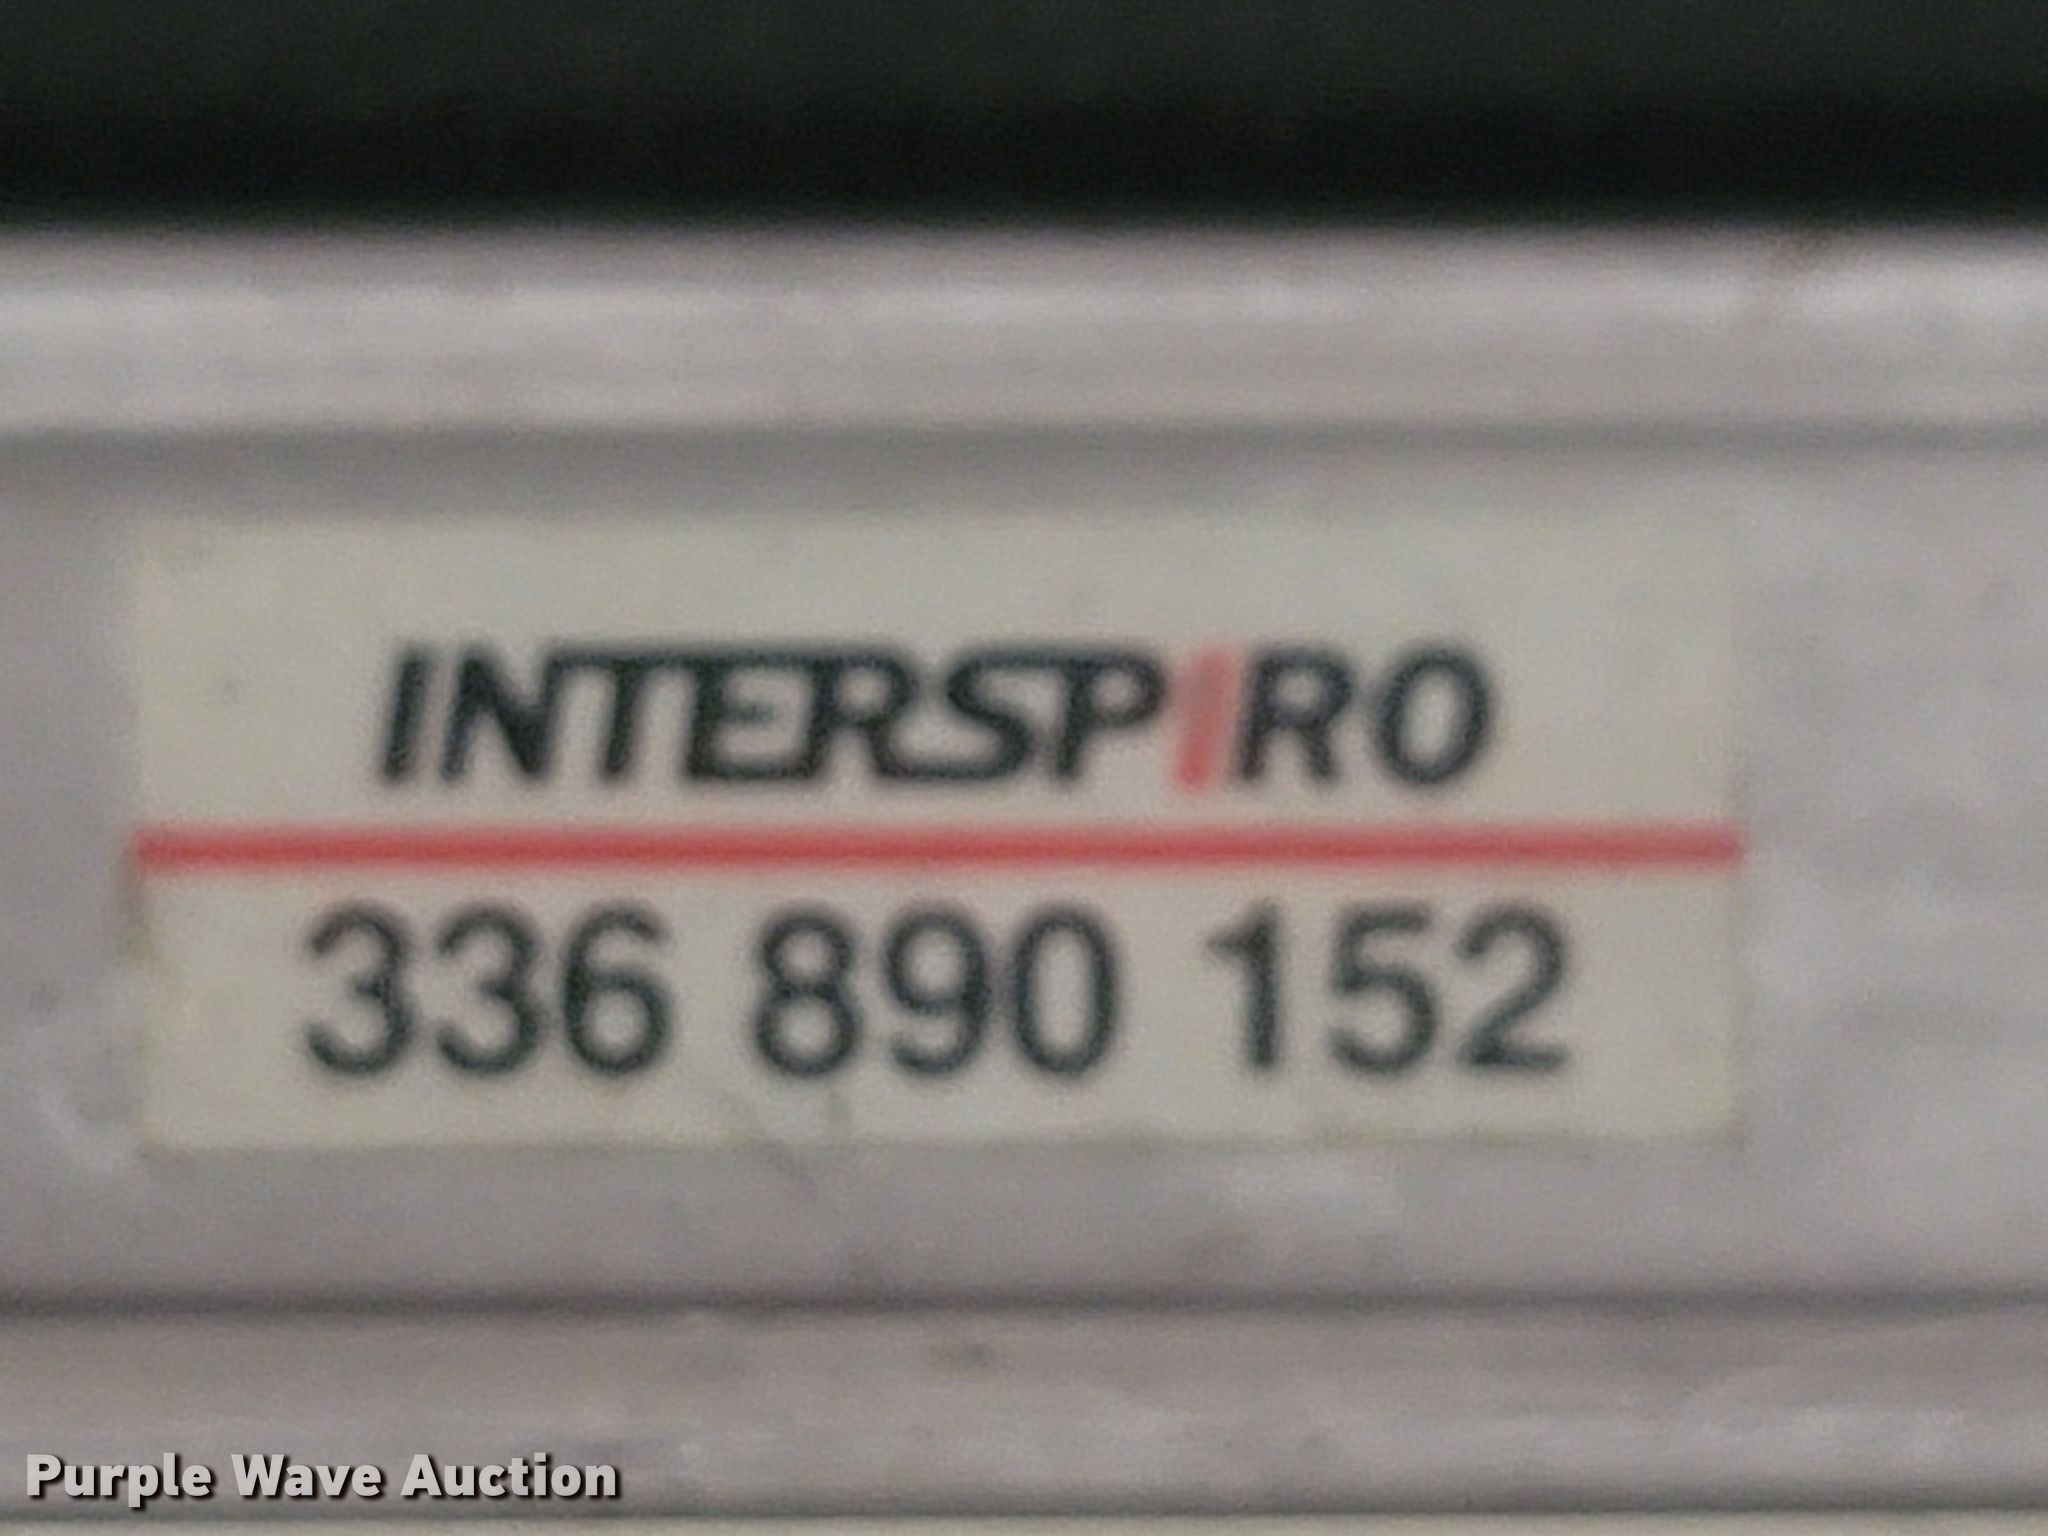 INTERSPIRO
336 890 152
Purple Wave Auction